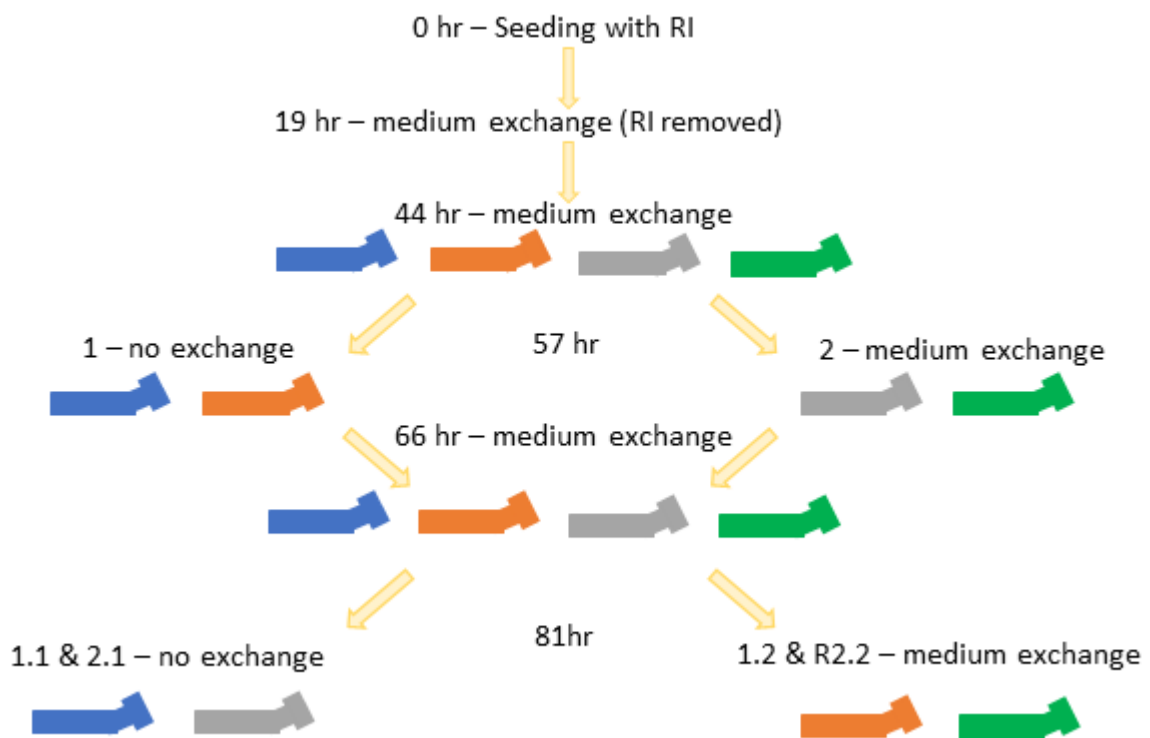 0 hr – Seeding with RI
19 hr – medium exchange (RI removed)
44 hr – medium exchange
57 hr
1 – no exchange
2 – medium exchange
66 hr – medium exchange
81hr
1.1 & 2.1 – no exchange
1.2 & R2.2 – medium exchange